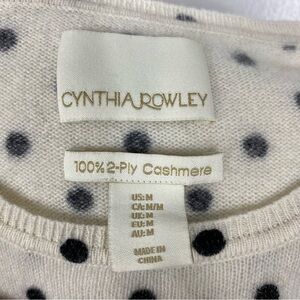 CYNTHIA ROWLEY
100% 2-Ply Cashmere
US:M
CA:M/M
UK:M
EU:M
AU:M
MADE IN
CHINA